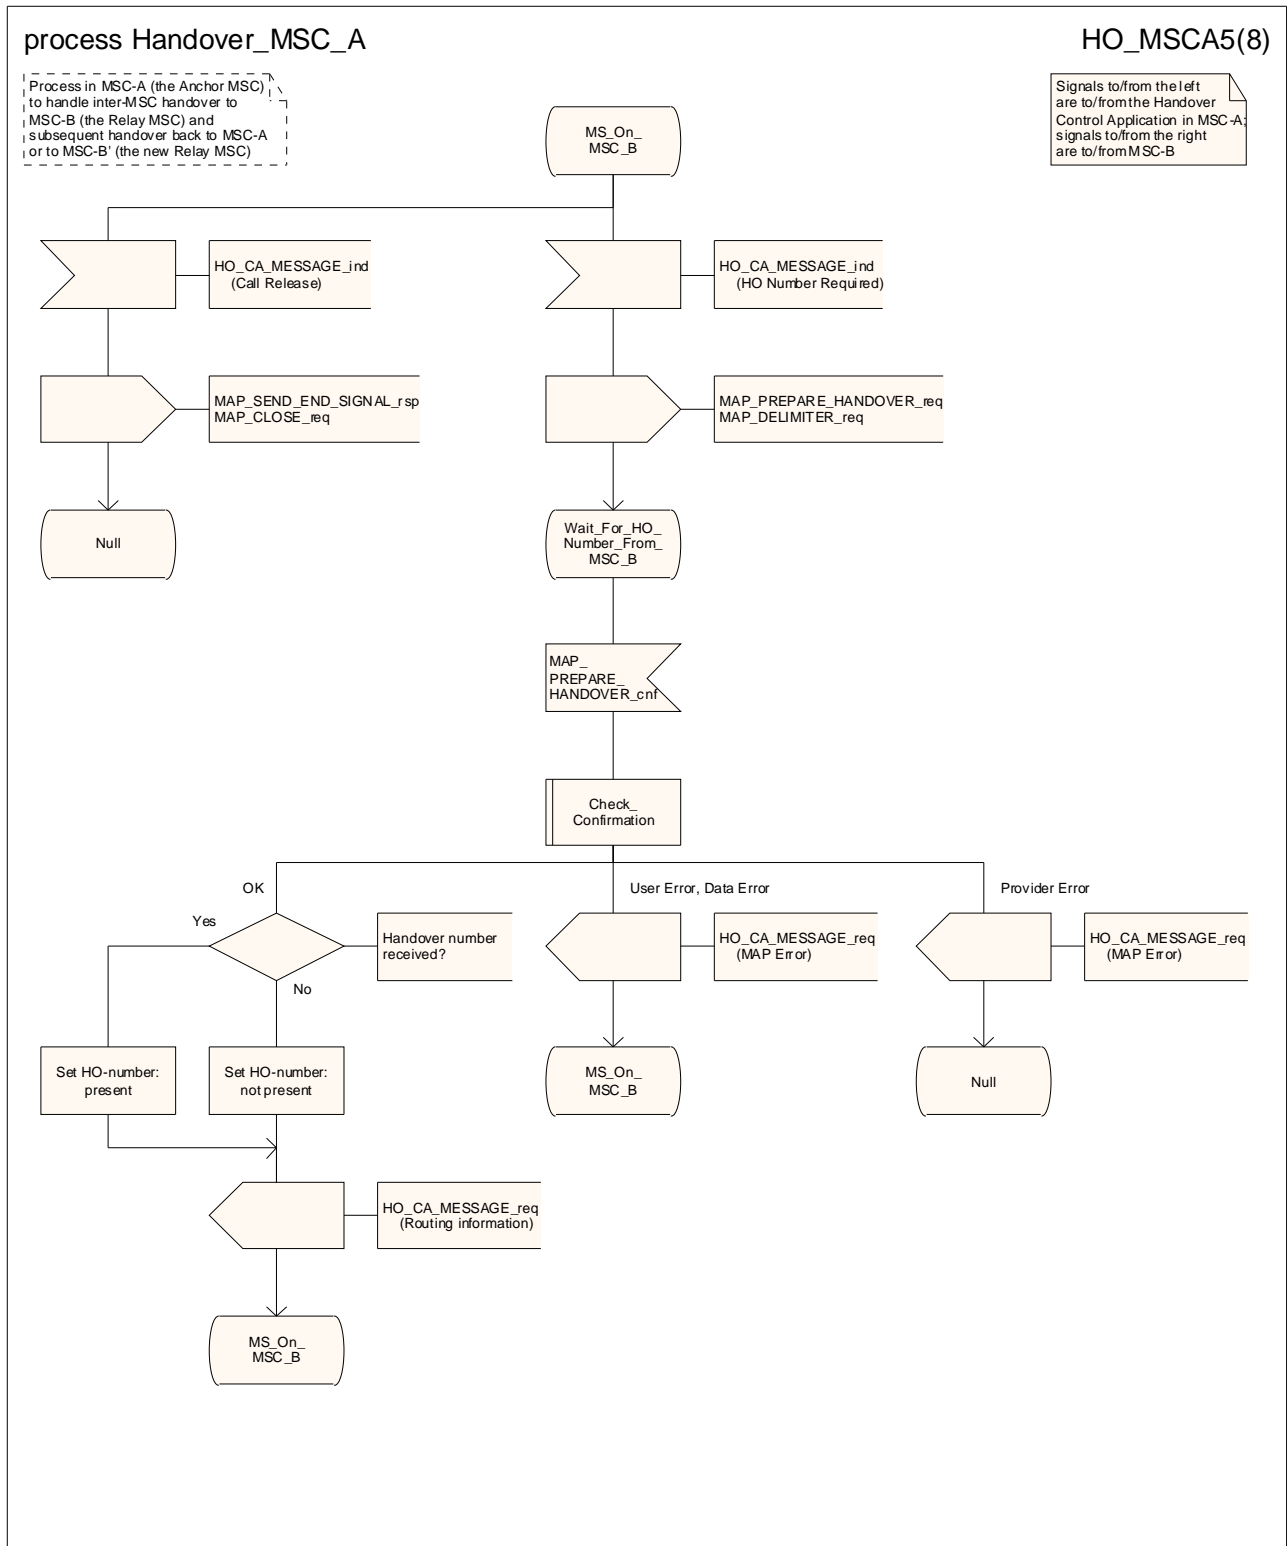 process Handover_MSC_A
HO_MSCA5(8)
Process in MSC-A (the Anchor MSC)
to handle inter-MSC handover to
MSC-B (the Relay MSC) and
subsequent handover back to MSC-A
or to MSC-B' (the new Relay MSC)
Signals to/from the left
are to/from the Handover
Control Application in MSC-A;
signals to/from the right
are to/from MSC-B
MS_On_
MSC_B
HO_CA_MESSAGE_ind
(Call Release)
HO_CA_MESSAGE_ind
(HO Number Required)
MAP_SEND_END_SIGNAL_rsp
MAP_CLOSE_req
MAP_PREPARE_HANDOVER_req
MAP_DELIMITER_req
Null
Wait_For_HO_
Number_From_
MSC_B
MAP_
PREPARE_
HANDOVER_cnf
Check_
Confirmation
OK
User Error, Data Error
Provider Error
Yes
Handover number
received?
No
HO_CA_MESSAGE_req
(MAP Error)
HO_CA_MESSAGE_req
(MAP Error)
Set HO-number:
present
Set HO-number:
not present
MS_On_
MSC_B
Null
HO_CA_MESSAGE_req
(Routing information)
MS_On_
MSC_B